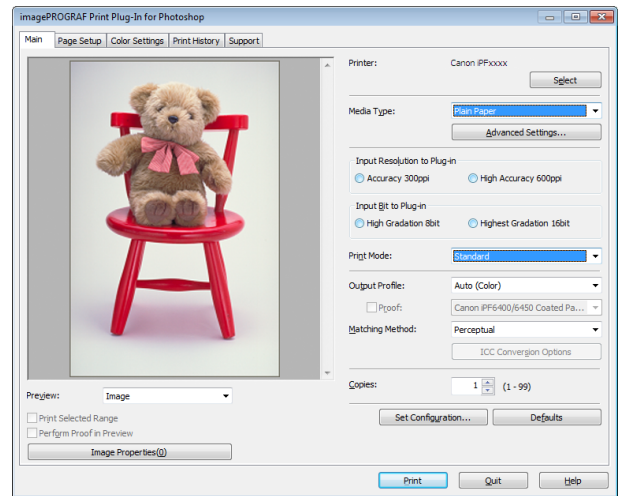 imagePROGRAF Print Plug-In for Photoshop
Main Page Setup Color Settings Print History Support
Printer: Canon iPFxxxx
Select
Media Type: Plain Paper
Advanced Settings...
Input Resolution to Plug-in
Accuracy 300ppi High Accuracy 600ppi
Input Bit to Plug-in
High Gradation 8bit Highest Gradation 16bit
Print Mode: Standard
Output Profile: Auto (Color)
Proof: Canon iPF6400/6450 Coated Pa...
Matching Method: Perceptual
ICC Conversion Options
Copies: 1 (1 - 99)
Preview: Image
Print Selected Range
Perform Proof in Preview
Image Properties(O)
Set Configuration... Defaults
Print Quit Help